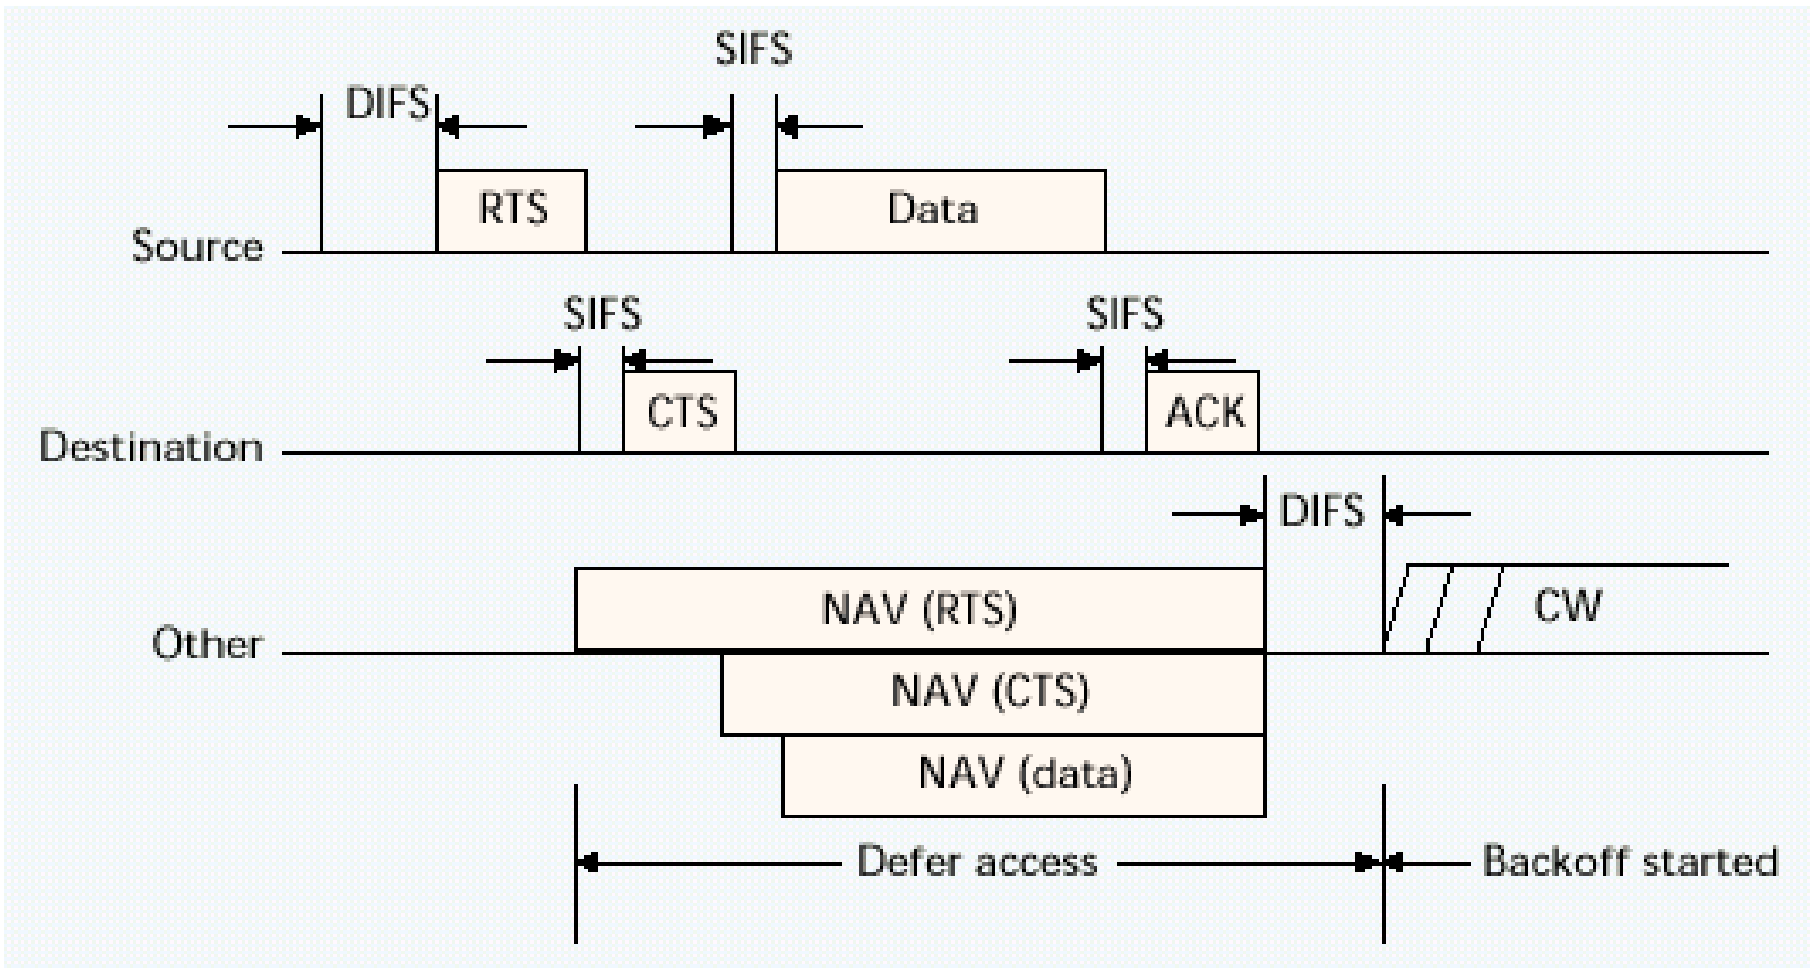 SIFS
DIFS
RTS
Data
Source
SIFS
SIFS
CTS
ACK
Destination
DIFS
NAV (RTS)
CW
Other
NAV (CTS)
NAV (data)
Defer access
Backoff started